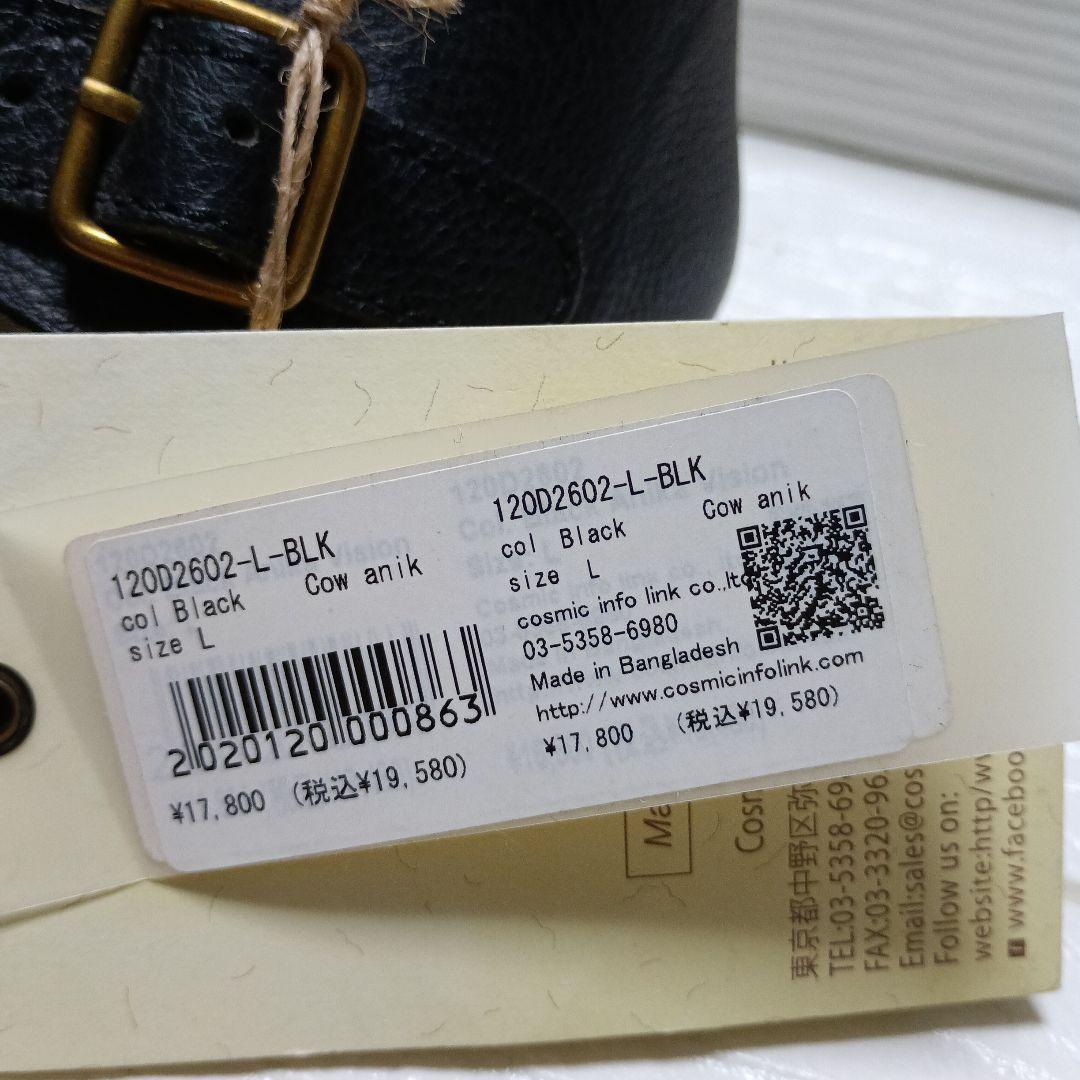 120D2602-L-BLK
col Black Cow anik
size L
2020120000863
¥17,800 (税込¥19,580)
120D2602-L-BLK
col Black Cow anik
size L
cosmic info link co.,ltd
03-5358-6980
Made in Bangladesh
http://www.cosmicinfolink.com
¥17,800 (税込¥19,580)
Ma
Cosm
東京都中野区弥
TEL:03-5358-69
FAX:03-3320-96
Email:sales@cos
Follow us on:
website:http/w
www.faceboo